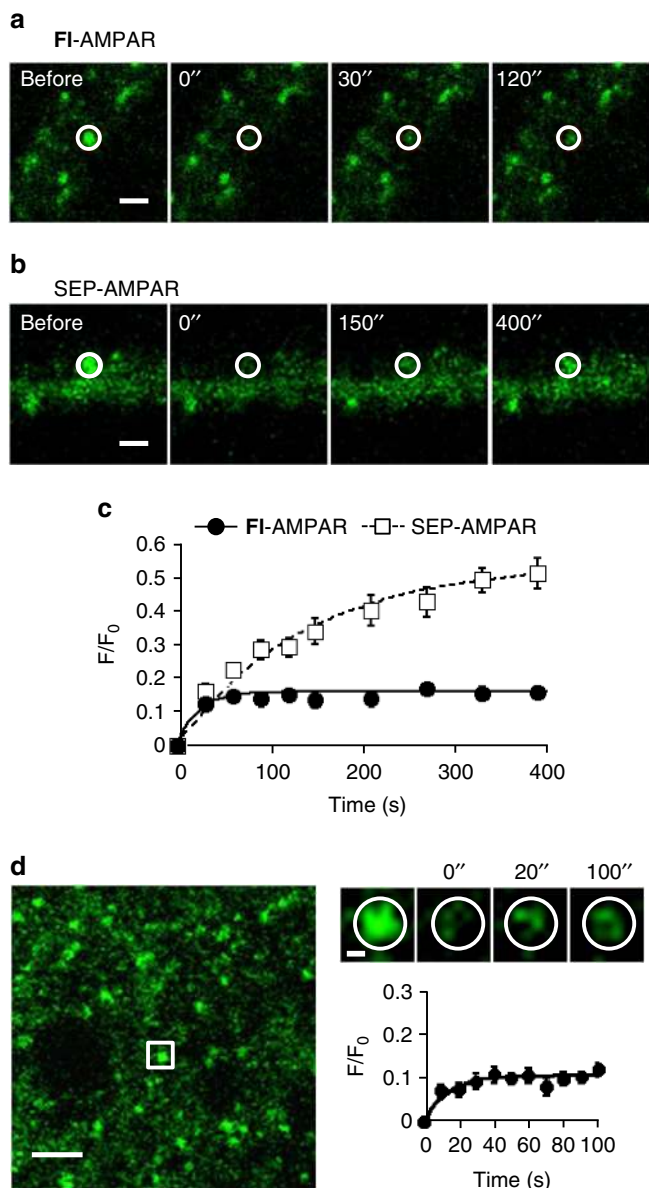 a
FI-AMPAR
Before 0″ 30″ 120″
b
SEP-AMPAR
Before 0″ 150″ 400″
c
FI-AMPAR SEP-AMPAR
0.6
0.5
0.4
0.3
0.2
0.1
0
F/F0
0 100 200 300 400
Time (s)
d
0″ 20″ 100″
0.3
0.2
0.1
0
F/F0
0 20 40 60 80 100
Time (s)